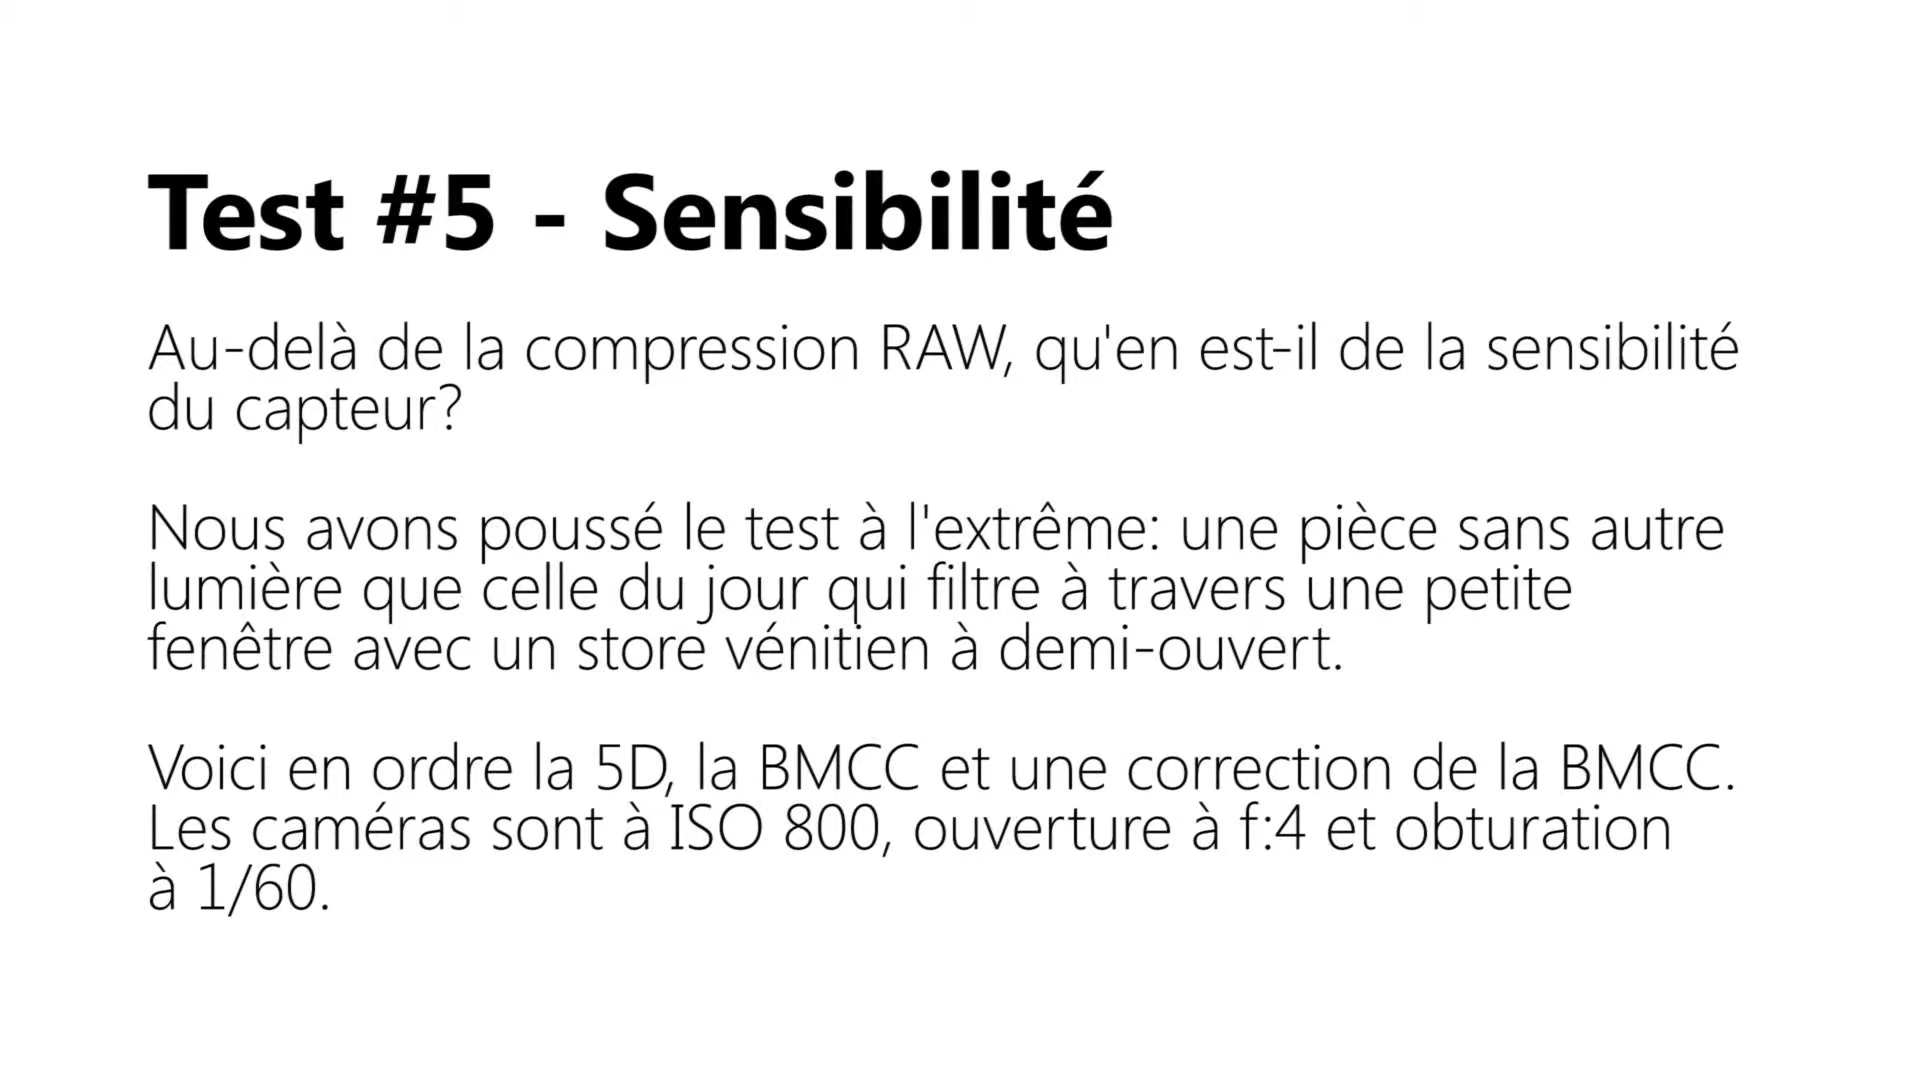 Test #5 - Sensibilité
Au-delà de la compression RAW, qu'en est-il de la sensibilité
du capteur?
Nous avons poussé le test à l'extrême: une pièce sans autre
lumière que celle du jour qui filtre à travers une petite
fenêtre avec un store vénitien à demi-ouvert.
Voici en ordre la 5D, la BMCC et une correction de la BMCC.
Les caméras sont à ISO 800, ouverture à f:4 et obturation
à 1/60.